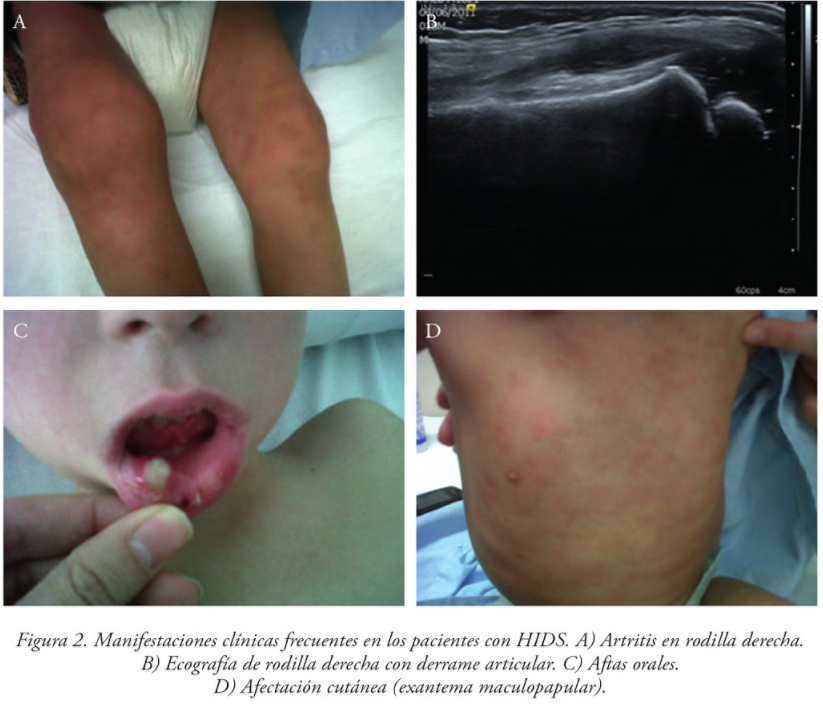 A
B
04/06/2011
M
60cps 4cm
C
D
Figura 2. Manifestaciones clínicas frecuentes en los pacientes con HIDS. A) Artritis en rodilla derecha.
B) Ecografía de rodilla derecha con derrame articular. C) Aftas orales.
D) Afectación cutánea (exantema maculopapular).